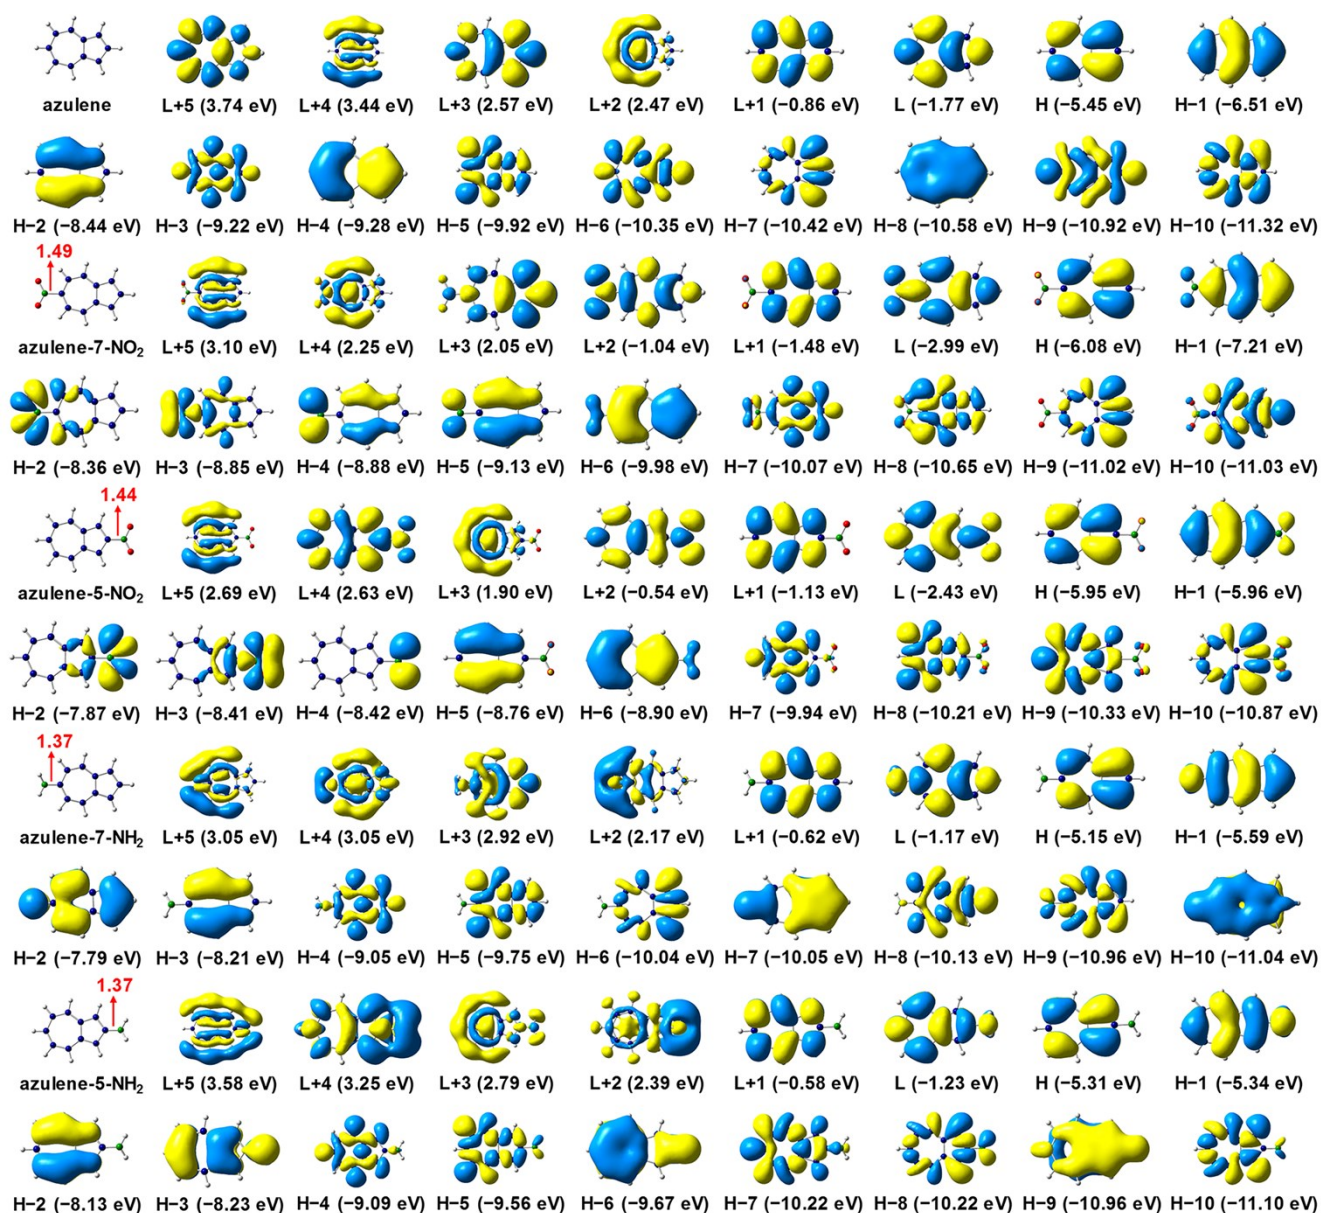 azulene L+5 (3.74 eV) L+4 (3.44 eV) L+3 (2.57 eV) L+2 (2.47 eV) L+1 (−0.86 eV) L (−1.77 eV) H (−5.45 eV) H−1 (−6.51 eV)
H−2 (−8.44 eV) H−3 (−9.22 eV) H−4 (−9.28 eV) H−5 (−9.92 eV) H−6 (−10.35 eV) H−7 (−10.42 eV) H−8 (−10.58 eV) H−9 (−10.92 eV) H−10 (−11.32 eV)
1.49
azulene-7-NO₂ L+5 (3.10 eV) L+4 (2.25 eV) L+3 (2.05 eV) L+2 (−1.04 eV) L+1 (−1.48 eV) L (−2.99 eV) H (−6.08 eV) H−1 (−7.21 eV)
H−2 (−8.36 eV) H−3 (−8.85 eV) H−4 (−8.88 eV) H−5 (−9.13 eV) H−6 (−9.98 eV) H−7 (−10.07 eV) H−8 (−10.65 eV) H−9 (−11.02 eV) H−10 (−11.03 eV)
1.44
azulene-5-NO₂ L+5 (2.69 eV) L+4 (2.63 eV) L+3 (1.90 eV) L+2 (−0.54 eV) L+1 (−1.13 eV) L (−2.43 eV) H (−5.95 eV) H−1 (−5.96 eV)
H−2 (−7.87 eV) H−3 (−8.41 eV) H−4 (−8.42 eV) H−5 (−8.76 eV) H−6 (−8.90 eV) H−7 (−9.94 eV) H−8 (−10.21 eV) H−9 (−10.33 eV) H−10 (−10.87 eV)
1.37
azulene-7-NH₂ L+5 (3.05 eV) L+4 (3.05 eV) L+3 (2.92 eV) L+2 (2.17 eV) L+1 (−0.62 eV) L (−1.17 eV) H (−5.15 eV) H−1 (−5.59 eV)
H−2 (−7.79 eV) H−3 (−8.21 eV) H−4 (−9.05 eV) H−5 (−9.75 eV) H−6 (−10.04 eV) H−7 (−10.05 eV) H−8 (−10.13 eV) H−9 (−10.96 eV) H−10 (−11.04 eV)
1.37
azulene-5-NH₂ L+5 (3.58 eV) L+4 (3.25 eV) L+3 (2.79 eV) L+2 (2.39 eV) L+1 (−0.58 eV) L (−1.23 eV) H (−5.31 eV) H−1 (−5.34 eV)
H−2 (−8.13 eV) H−3 (−8.23 eV) H−4 (−9.09 eV) H−5 (−9.56 eV) H−6 (−9.67 eV) H−7 (−10.22 eV) H−8 (−10.22 eV) H−9 (−10.96 eV) H−10 (−11.10 eV)